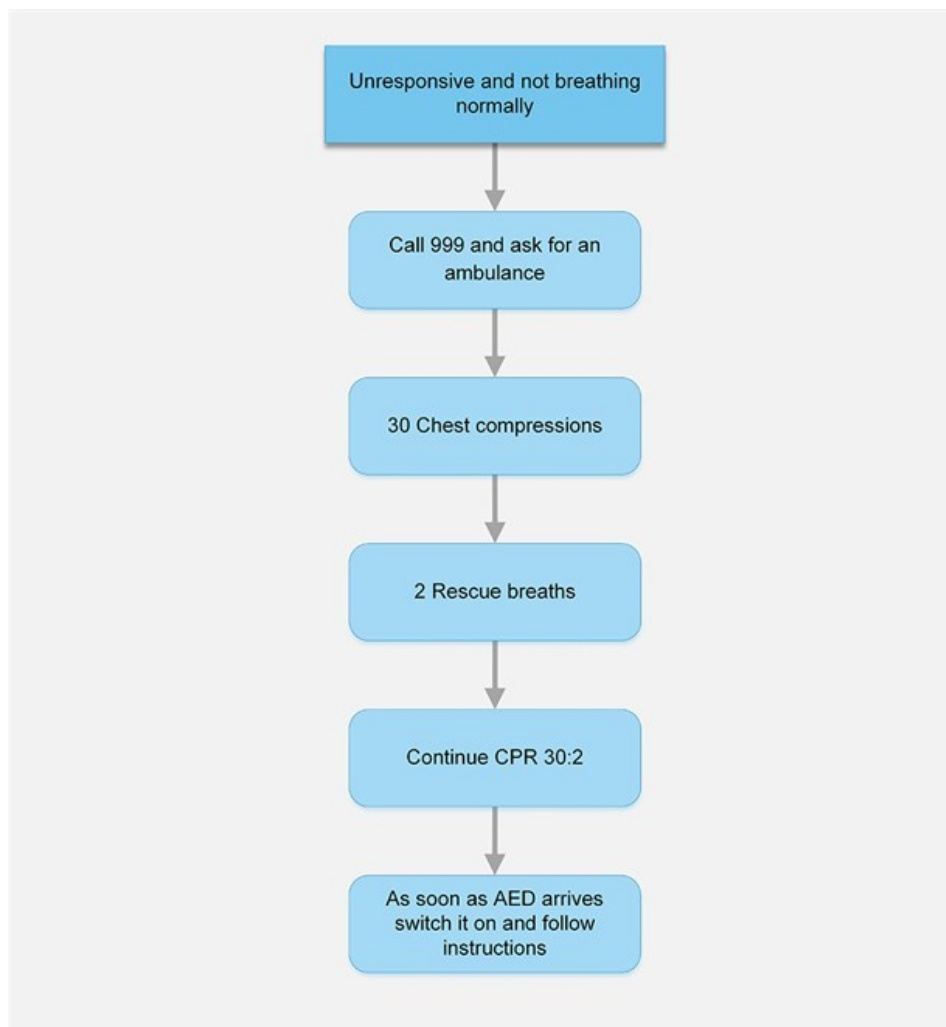 Unresponsive and not breathing
normally
Call 999 and ask for an
ambulance
30 Chest compressions
2 Rescue breaths
Continue CPR 30:2
As soon as AED arrives
switch it on and follow
instructions